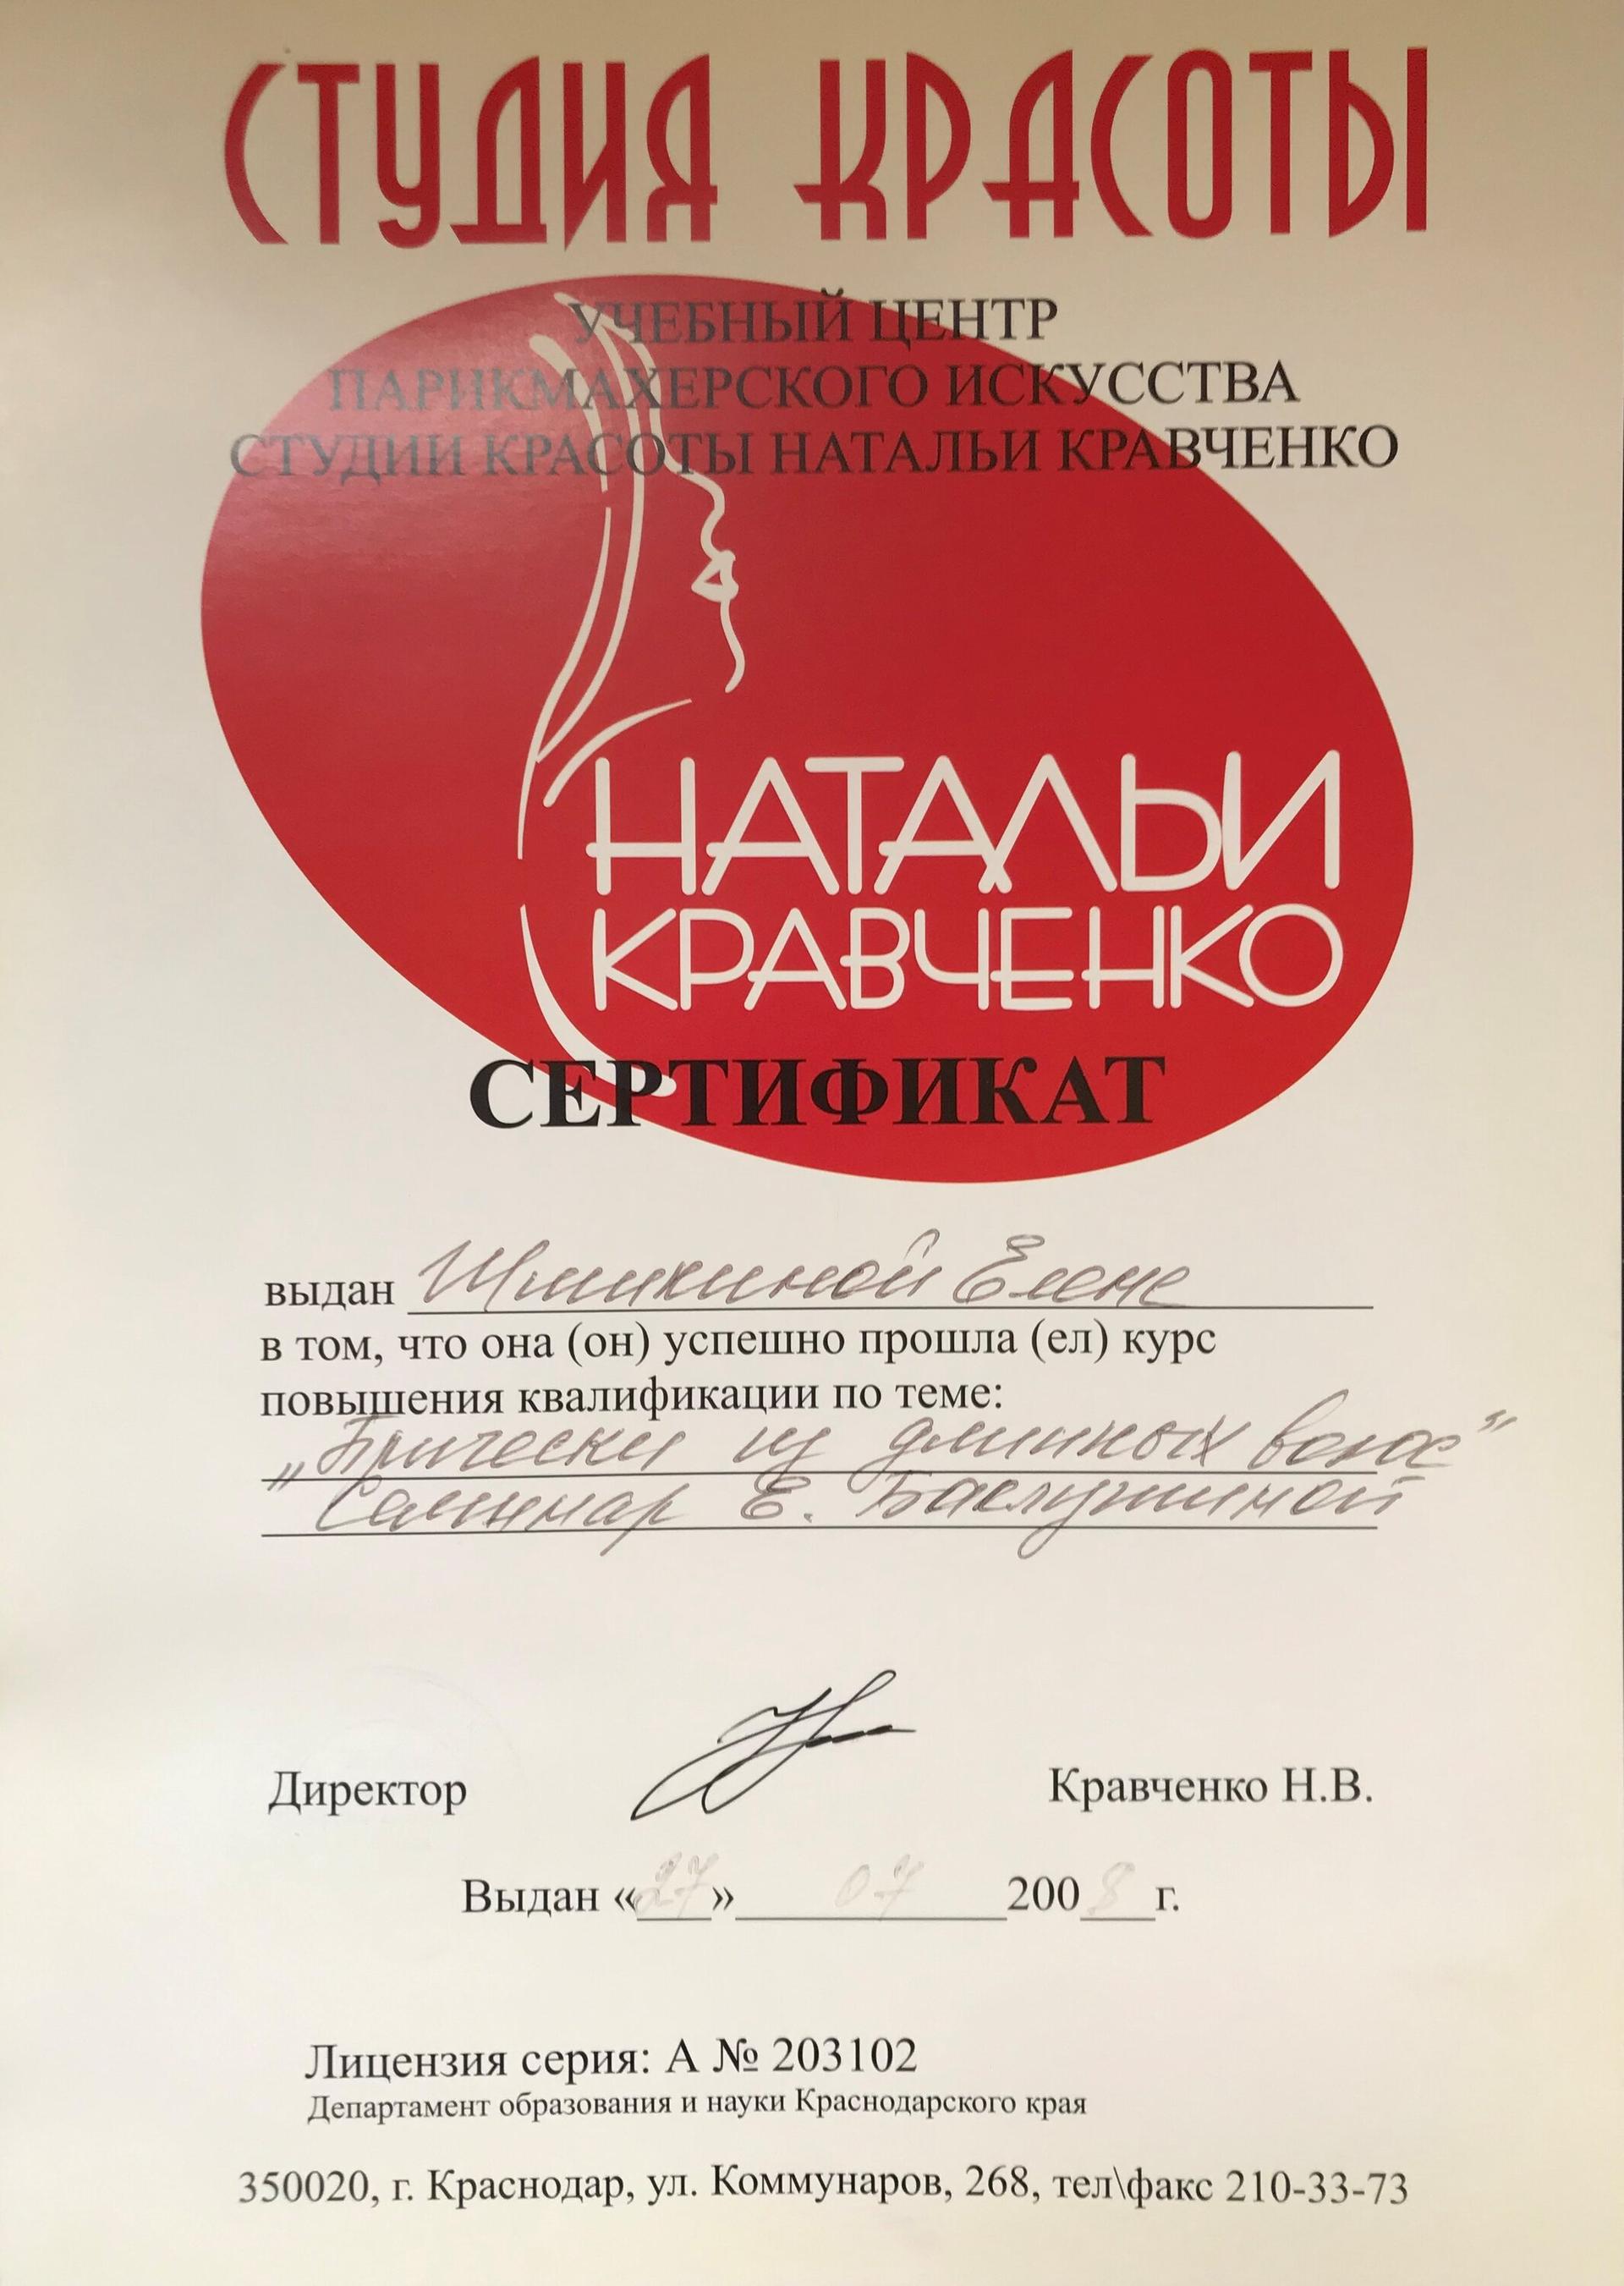 СТУДИЯ КРАСОТЫ
УЧЕБНЫЙ ЦЕНТР
ПАРИКМАХЕРСКОГО ИСКУССТВА
СТУДИИ КРАСОТЫ НАТАЛЬИ КРАВЧЕНКО
НАТАЛЬИ
КРАВЧЕНКО
СЕРТИФИКАТ
выдан Елене
в том, что она (он) успешно прошла (ел) курс
повышения квалификации по теме:
„Прически из длинных волос"
Семинар Е.
Директор Кравченко Н.В.
Выдан «27» 07 2008 г.
Лицензия серия: А № 203102
Департамент образования и науки Краснодарского края
350020, г. Краснодар, ул. Коммунаров, 268, тел\факс 210-33-73